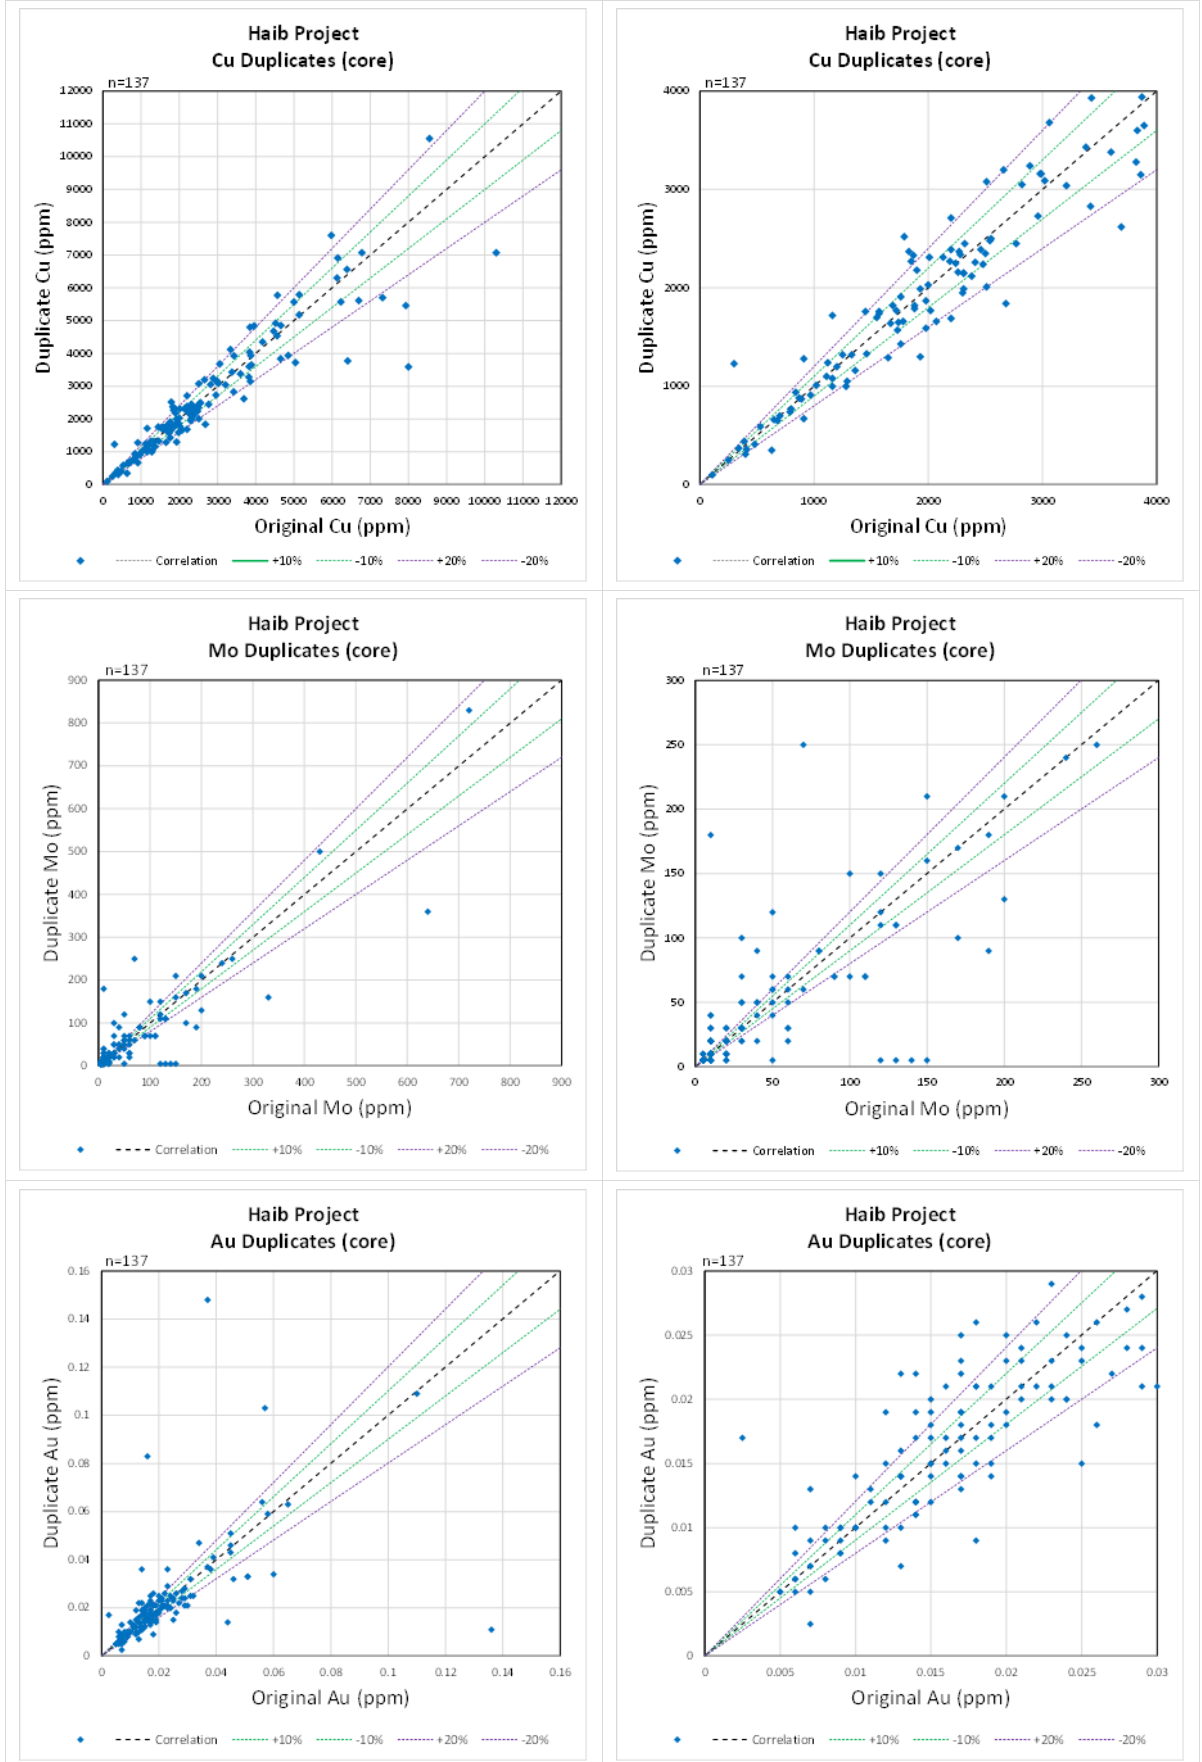 Haib Project
Cu Duplicates (core)
n=137
12000
11000
10000
9000
8000
7000
6000
5000
4000
3000
2000
1000
0
Duplicate Cu (ppm)
0 1000 2000 3000 4000 5000 6000 7000 8000 9000 10000 11000 12000
Original Cu (ppm)
Correlation +10% -10% +20% -20%
Haib Project
Cu Duplicates (core)
n=137
4000
3000
2000
1000
0
Duplicate Cu (ppm)
0 1000 2000 3000 4000
Original Cu (ppm)
Correlation +10% -10% +20% -20%
Haib Project
Mo Duplicates (core)
n=137
900
800
700
600
500
400
300
200
100
0
Duplicate Mo (ppm)
0 100 200 300 400 500 600 700 800 900
Original Mo (ppm)
Correlation +10% -10% +20% -20%
Haib Project
Mo Duplicates (core)
n=137
300
250
200
150
100
50
0
Duplicate Mo (ppm)
0 50 100 150 200 250 300
Original Mo (ppm)
Correlation +10% -10% +20% -20%
Haib Project
Au Duplicates (core)
n=137
0.16
0.14
0.12
0.1
0.08
0.06
0.04
0.02
0
Duplicate Au (ppm)
0 0.02 0.04 0.06 0.08 0.1 0.12 0.14 0.16
Original Au (ppm)
Correlation +10% -10% +20% -20%
Haib Project
Au Duplicates (core)
n=137
0.03
0.025
0.02
0.015
0.01
0.005
0
Duplicate Au (ppm)
0 0.005 0.01 0.015 0.02 0.025 0.03
Original Au (ppm)
Correlation +10% -10% +20% -20%